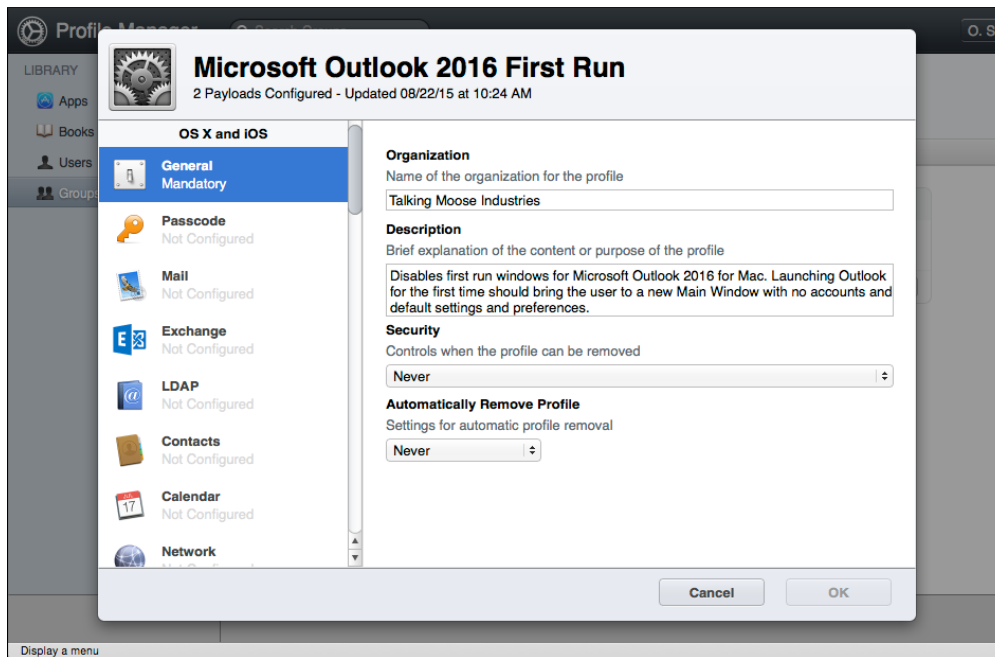 Profile Manager
O. S
LIBRARY
Apps
Books
Users
Groups
Microsoft Outlook 2016 First Run
2 Payloads Configured - Updated 08/22/15 at 10:24 AM
OS X and iOS
General
Mandatory
Passcode
Not Configured
Mail
Not Configured
Exchange
Not Configured
LDAP
Not Configured
Contacts
Not Configured
Calendar
Not Configured
Network
Organization
Name of the organization for the profile
Talking Moose Industries
Description
Brief explanation of the content or purpose of the profile
Disables first run windows for Microsoft Outlook 2016 for Mac. Launching Outlook
for the first time should bring the user to a new Main Window with no accounts and
default settings and preferences.
Security
Controls when the profile can be removed
Never
Automatically Remove Profile
Settings for automatic profile removal
Never
Cancel
OK
Display a menu